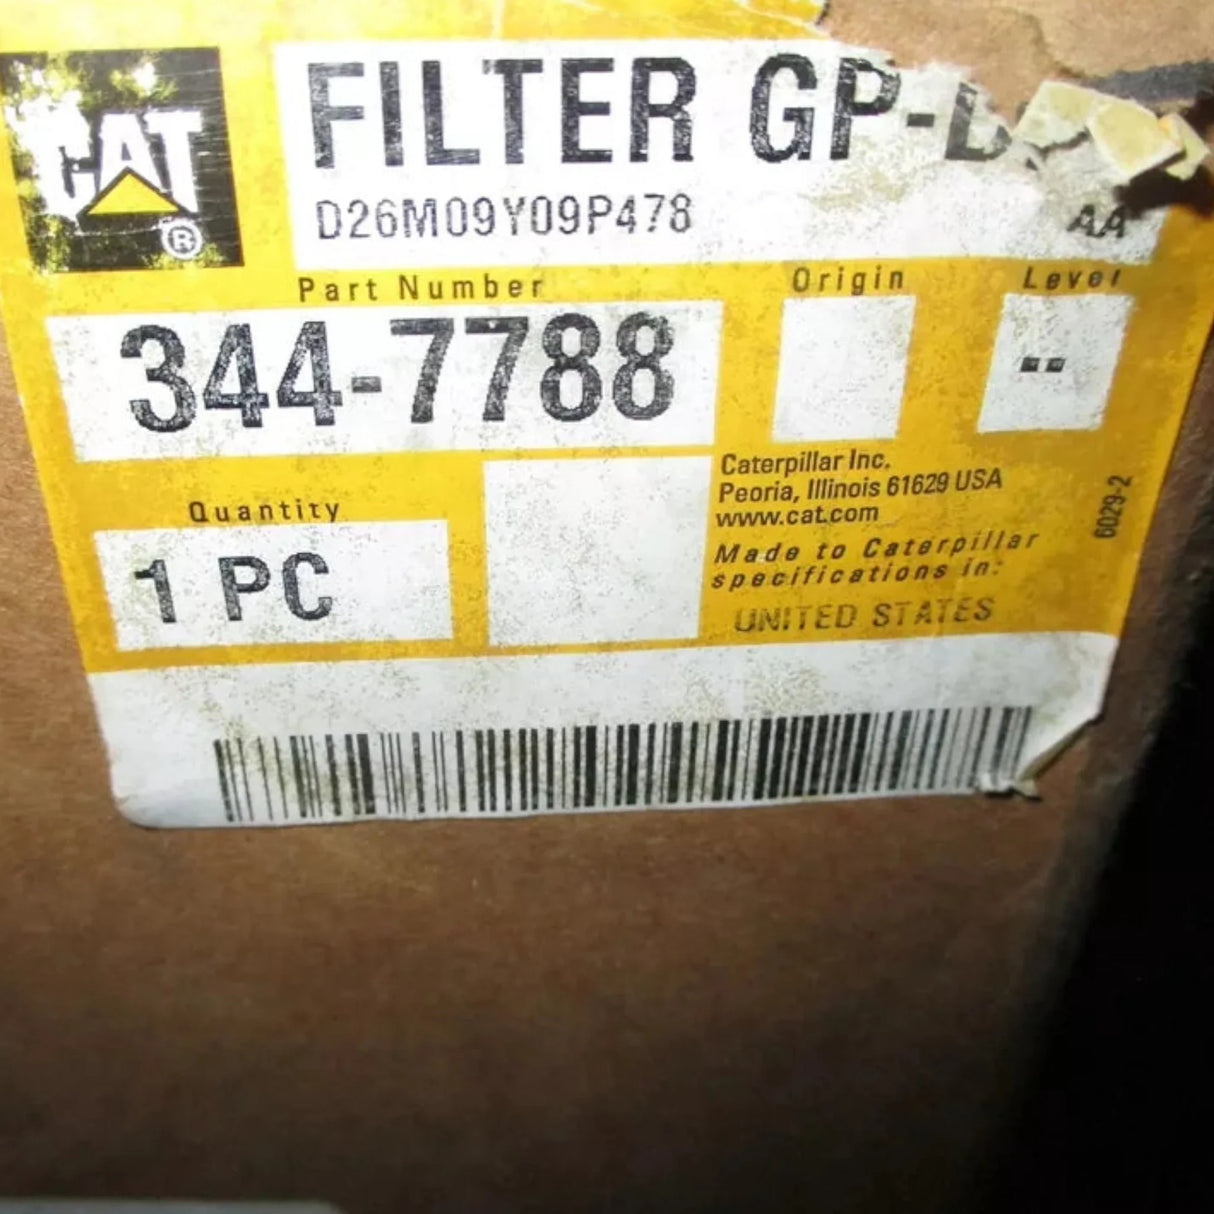 FILTER GP-
CAT
®
D26M09Y09P478
AA
Part Number
Origin
Level
344-7788
--
Caterpillar Inc.
Peoria, Illinois 61629 USA
www.cat.com
Quantity
6029-2
Made to Caterpillar
specifications in:
1 PC
UNITED STATES